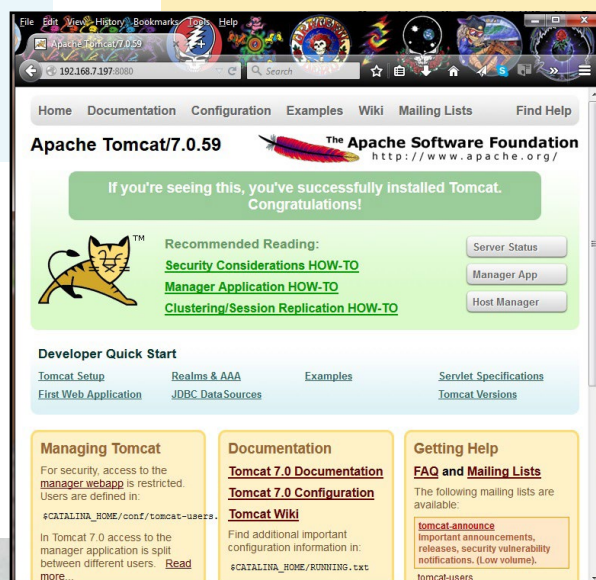 File Edit View History Bookmarks Tools Help
Apache Tomcat/7.0.59
192.168.7.197:8080
Search
Home Documentation Configuration Examples Wiki Mailing Lists Find Help
Apache Tomcat/7.0.59
The Apache Software Foundation
http://www.apache.org/
If you're seeing this, you've successfully installed Tomcat.
Congratulations!
TM
Recommended Reading:
Security Considerations HOW-TO
Manager Application HOW-TO
Clustering/Session Replication HOW-TO
Server Status
Manager App
Host Manager
Developer Quick Start
Tomcat Setup
First Web Application
Realms & AAA
JDBC DataSources
Examples
Servlet Specifications
Tomcat Versions
Managing Tomcat
For security, access to the
manager webapp is restricted.
Users are defined in:
$CATALINA_HOME/conf/tomcat-users.
In Tomcat 7.0 access to the
manager application is split
between different users. Read
more...
Documentation
Tomcat 7.0 Documentation
Tomcat 7.0 Configuration
Tomcat Wiki
Find additional important
configuration information in:
$CATALINA_HOME/RUNNING.txt
Getting Help
FAQ and Mailing Lists
The following mailing lists are
available:
tomcat-announce
Important announcements,
releases, security vulnerability
notifications. (Low volume).
tomcat-users